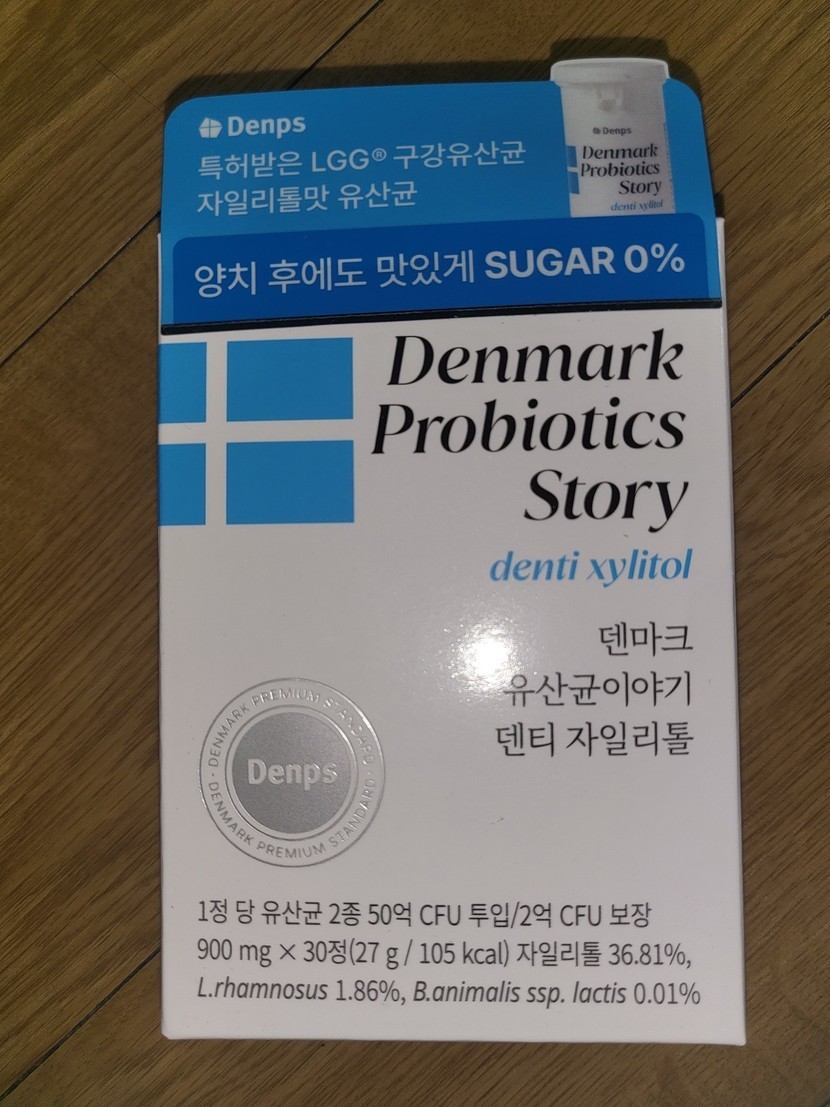 Denps
특허받은 LGG® 구강유산균
자일리톨맛 유산균
Denps
Denmark
Probiotics
Story
denti xylitol
양치 후에도 맛있게 SUGAR 0%
Denmark
Probiotics
Story
denti xylitol
덴마크
유산균이야기
덴티 자일리톨
DENMARK PREMIUM STANDARD · DENMARK PREMIUM STANDARD ·
Denps
1정 당 유산균 2종 50억 CFU 투입/2억 CFU 보장
900 mg × 30정(27 g / 105 kcal) 자일리톨 36.81%,
L.rhamnosus 1.86%, B.animalis ssp. lactis 0.01%